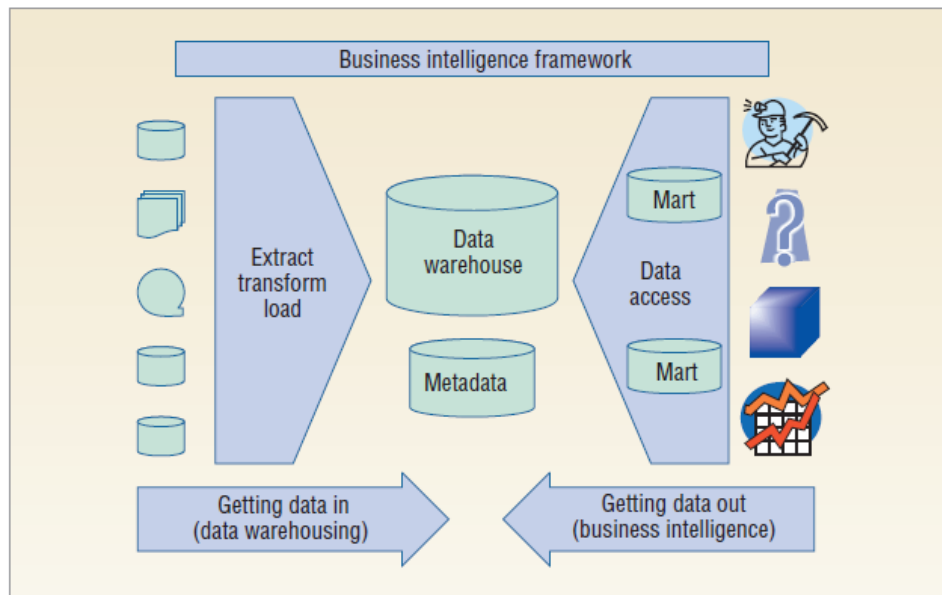 Business intelligence framework
Extract
transform
load
Data
warehouse
Metadata
Mart
Data
access
Mart
?
Getting data in
(data warehousing)
Getting data out
(business intelligence)